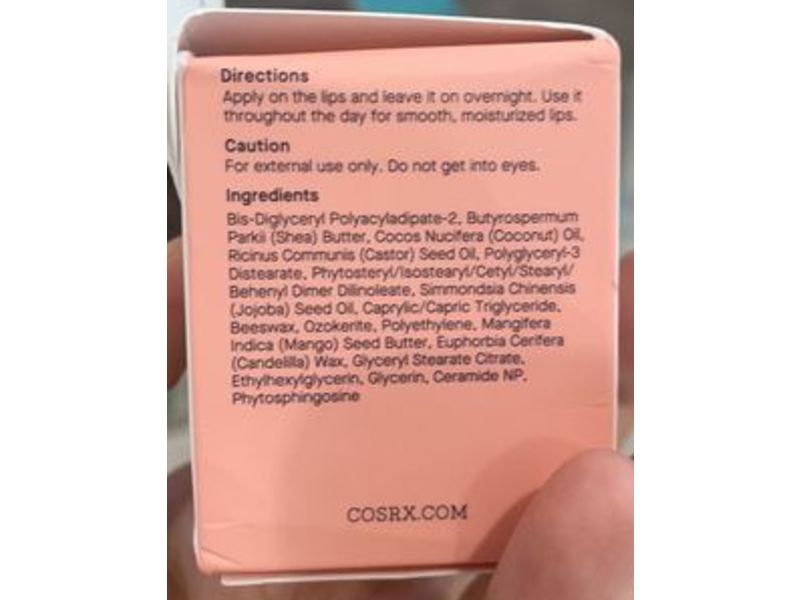 Directions
Apply on the lips and leave it on overnight. Use it
throughout the day for smooth, moisturized lips.
Caution
For external use only. Do not get into eyes.
Ingredients
Bis-Diglyceryl Polyacyladipate-2, Butyrospermum
Parkii (Shea) Butter, Cocos Nucifera (Coconut) Oil,
Ricinus Communis (Castor) Seed Oil, Polyglyceryl-3
Distearate, Phytosteryl/Isostearyl/Cetyl/Stearyl/
Behenyl Dimer Dilinoleate, Simmondsia Chinensis
(Jojoba) Seed Oil, Caprylic/Capric Triglyceride,
Beeswax, Ozokerite, Polyethylene, Mangifera
Indica (Mango) Seed Butter, Euphorbia Cerifera
(Candelilla) Wax, Glyceryl Stearate Citrate,
Ethylhexylglycerin, Glycerin, Ceramide NP,
Phytosphingosine
COSRX.COM